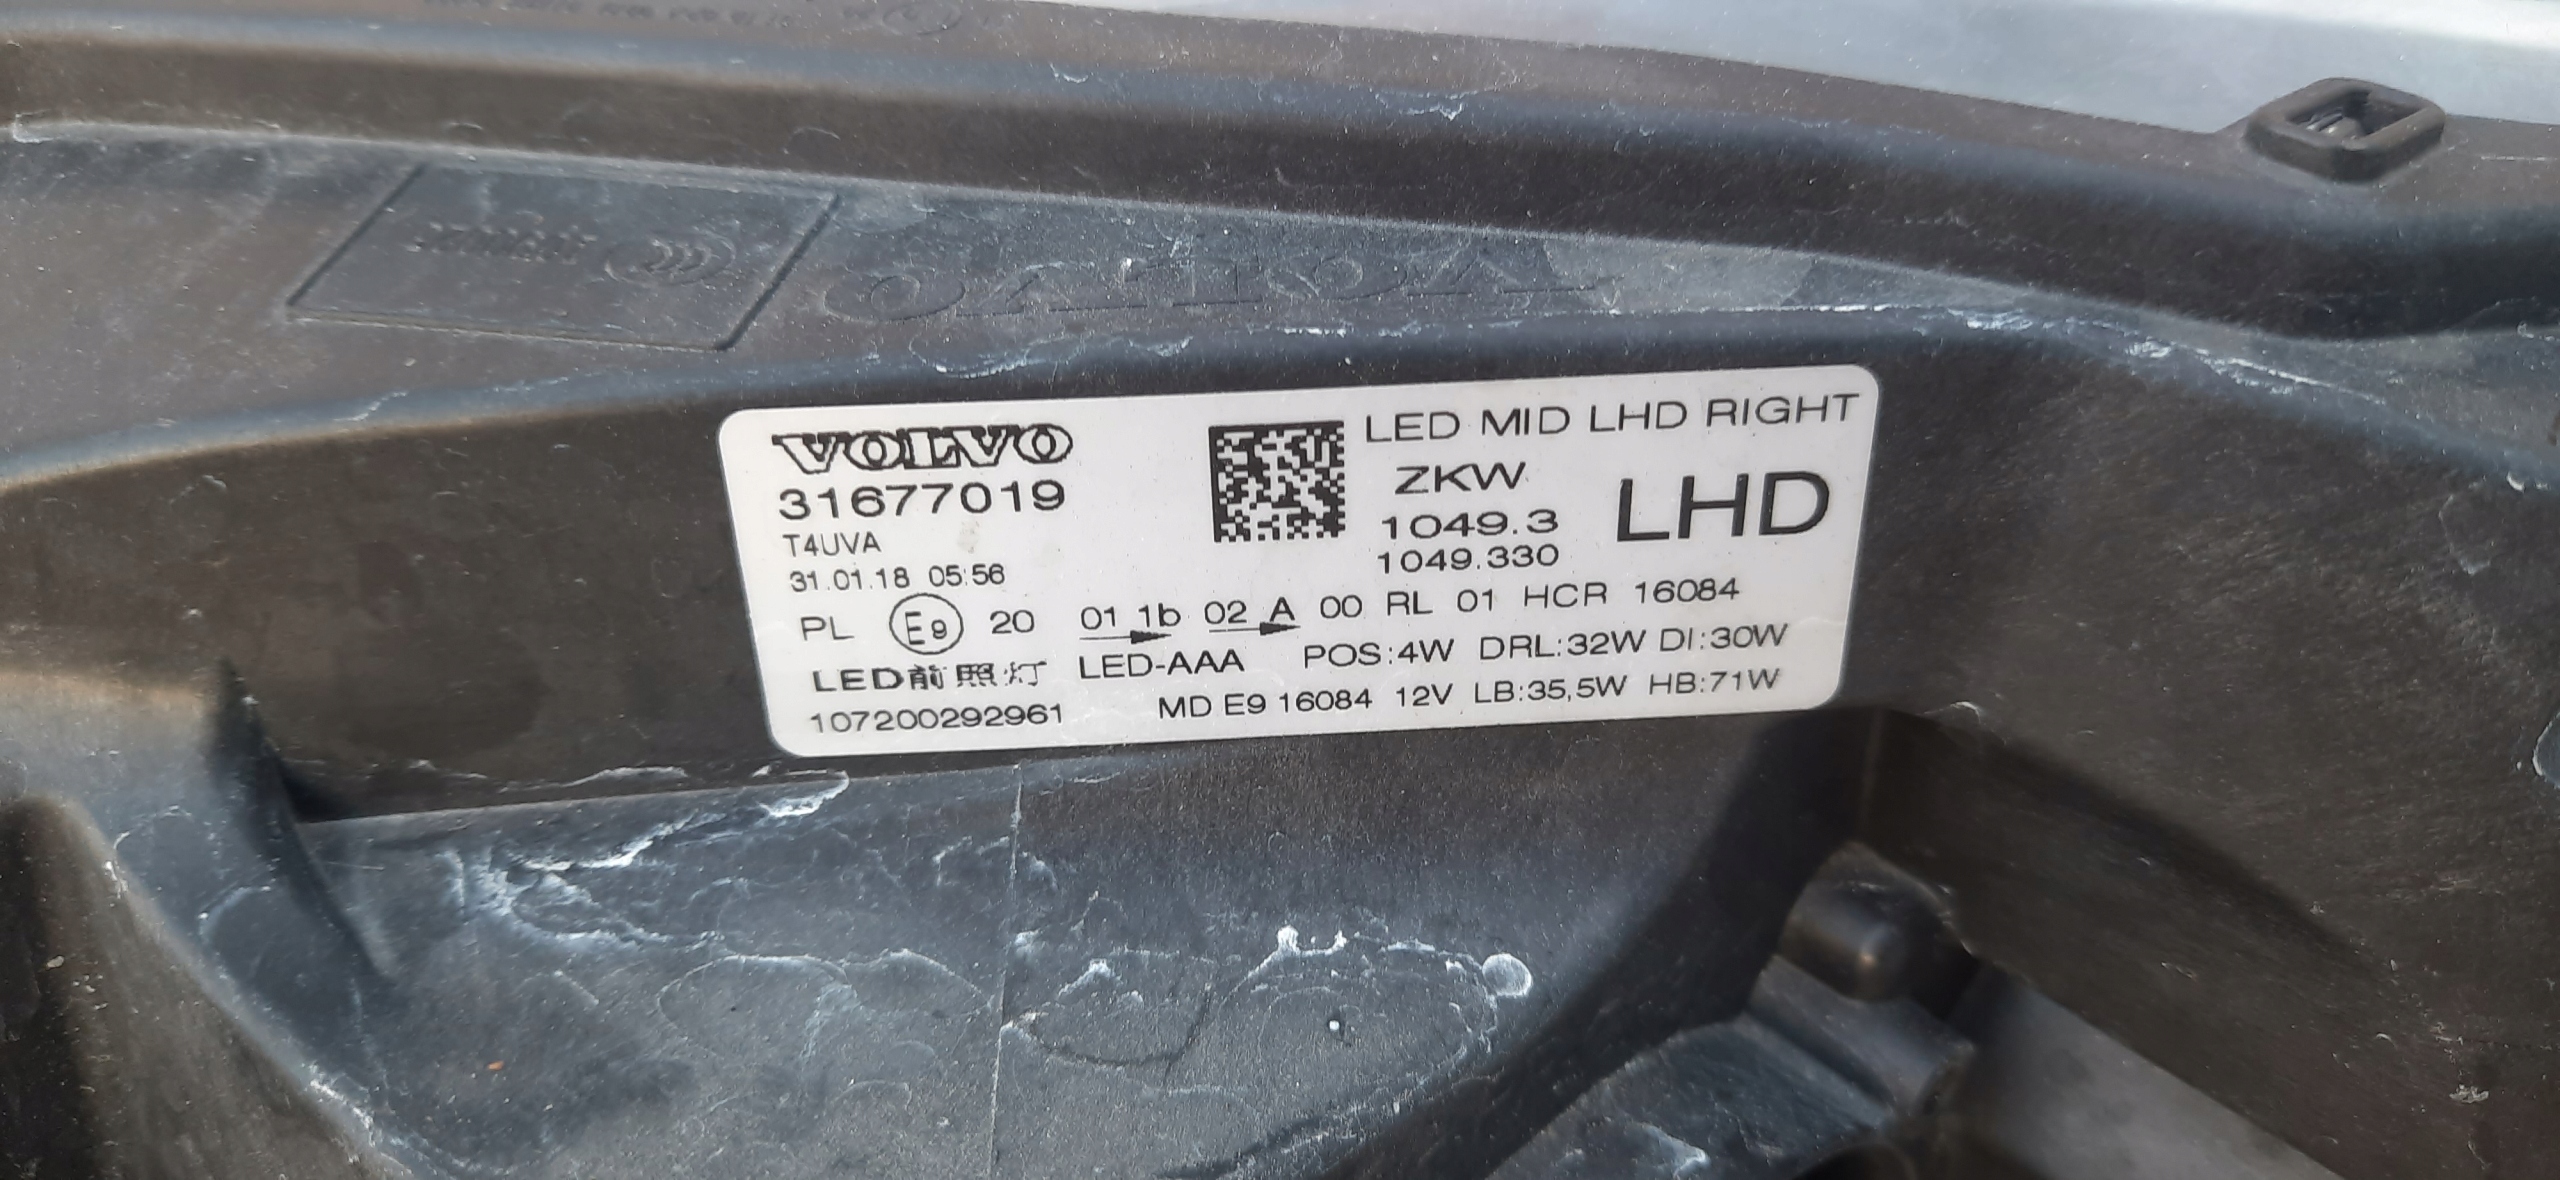 VOLVO
VOLVO
31677019
T4UVA
31.01.18 05:56
LED MID LHD RIGHT
ZKW
1049.3
1049.330
LHD
PL E9 20 01 1b 02 A 00 RL 01 HCR 16084
LED前照灯 LED-AAA POS:4W DRL:32W DI:30W
107200292961 MD E9 16084 12V LB:35,5W HB:71W